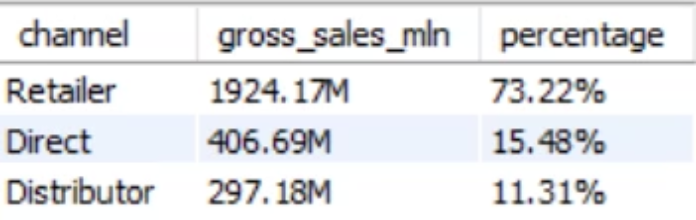 channel gross_sales_mln percentage
Retailer 1924.17M 73.22%
Direct 406.69M 15.48%
Distributor 297.18M 11.31%